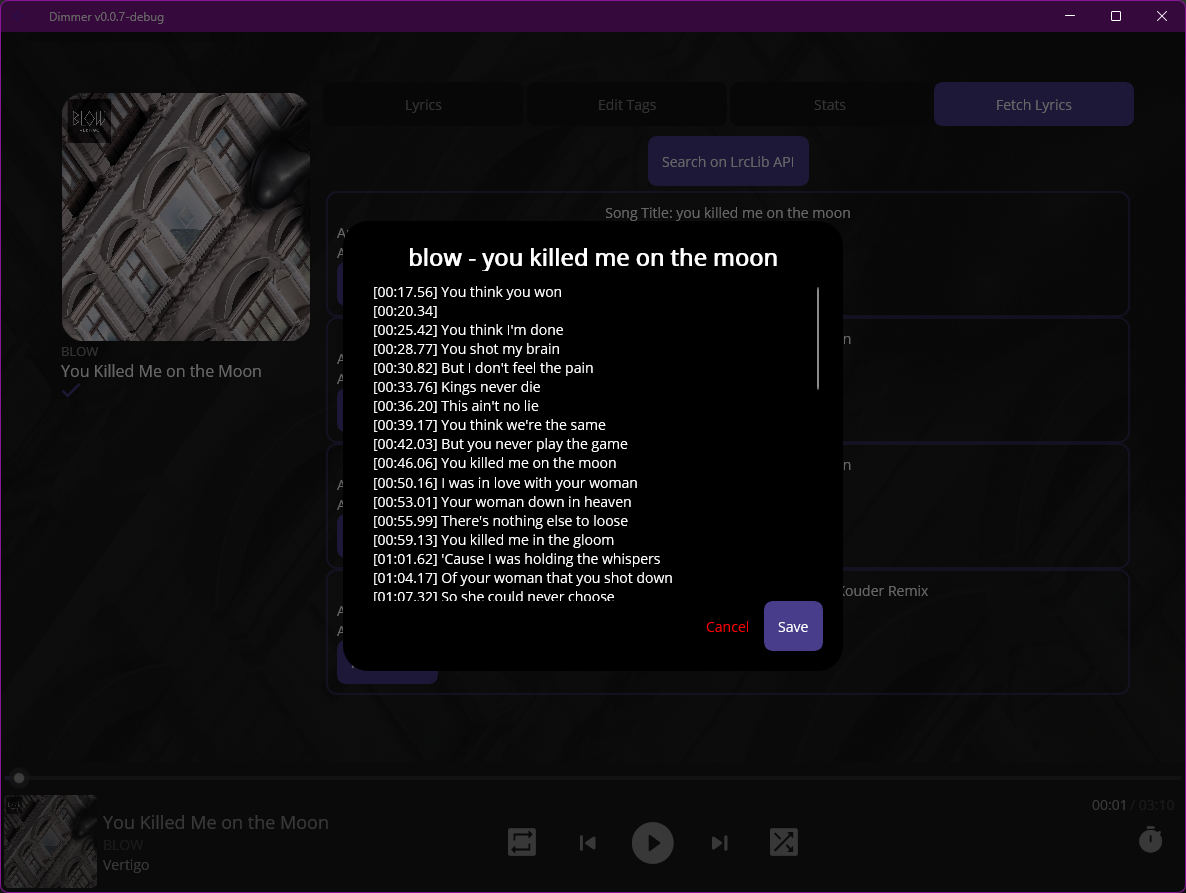 Dimmer v0.0.7-debug
BLOW
BLOW
You Killed Me on the Moon
Lyrics
Edit Tags
Stats
Fetch Lyrics
Search on LrcLib API
Song Title: you killed me on the moon
blow - you killed me on the moon
[00:17.56] You think you won
[00:20.34]
[00:25.42] You think I'm done
[00:28.77] You shot my brain
[00:30.82] But I don't feel the pain
[00:33.76] Kings never die
[00:36.20] This ain't no lie
[00:39.17] You think we're the same
[00:42.03] But you never play the game
[00:46.06] You killed me on the moon
[00:50.16] I was in love with your woman
[00:53.01] Your woman down in heaven
[00:55.99] There's nothing else to loose
[00:59.13] You killed me in the gloom
[01:01.62] 'Cause I was holding the whispers
[01:04.17] Of your woman that you shot down
[01:07.32] So she could never choose
Cancel
Save
Remix
You Killed Me on the Moon
BLOW
Vertigo
00:01 / 03:10